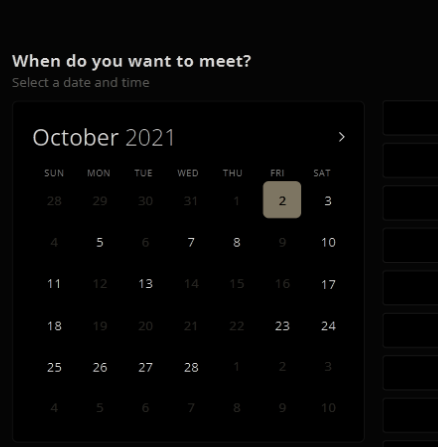 When do you want to meet?
Select a date and time
October 2021
SUN MON TUE WED THU FRI SAT
28 29 30 31 1 2 3
4 5 6 7 8 9 10
11 12 13 14 15 16 17
18 19 20 21 22 23 24
25 26 27 28 1 2 3
4 5 6 7 8 9 10